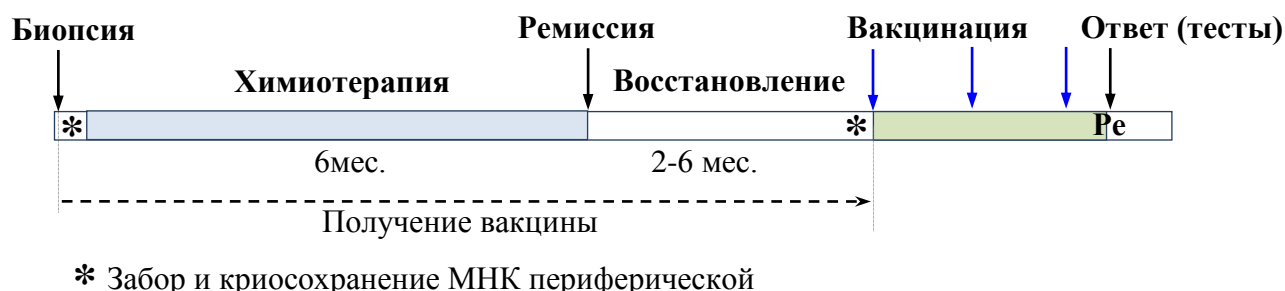 Биопсия Ремиссия Вакцинация Ответ (тесты)
Химиотерапия Восстановление
* * Ре
6мес. 2-6 мес.
Получение вакцины
* Забор и криосохранение МНК периферической